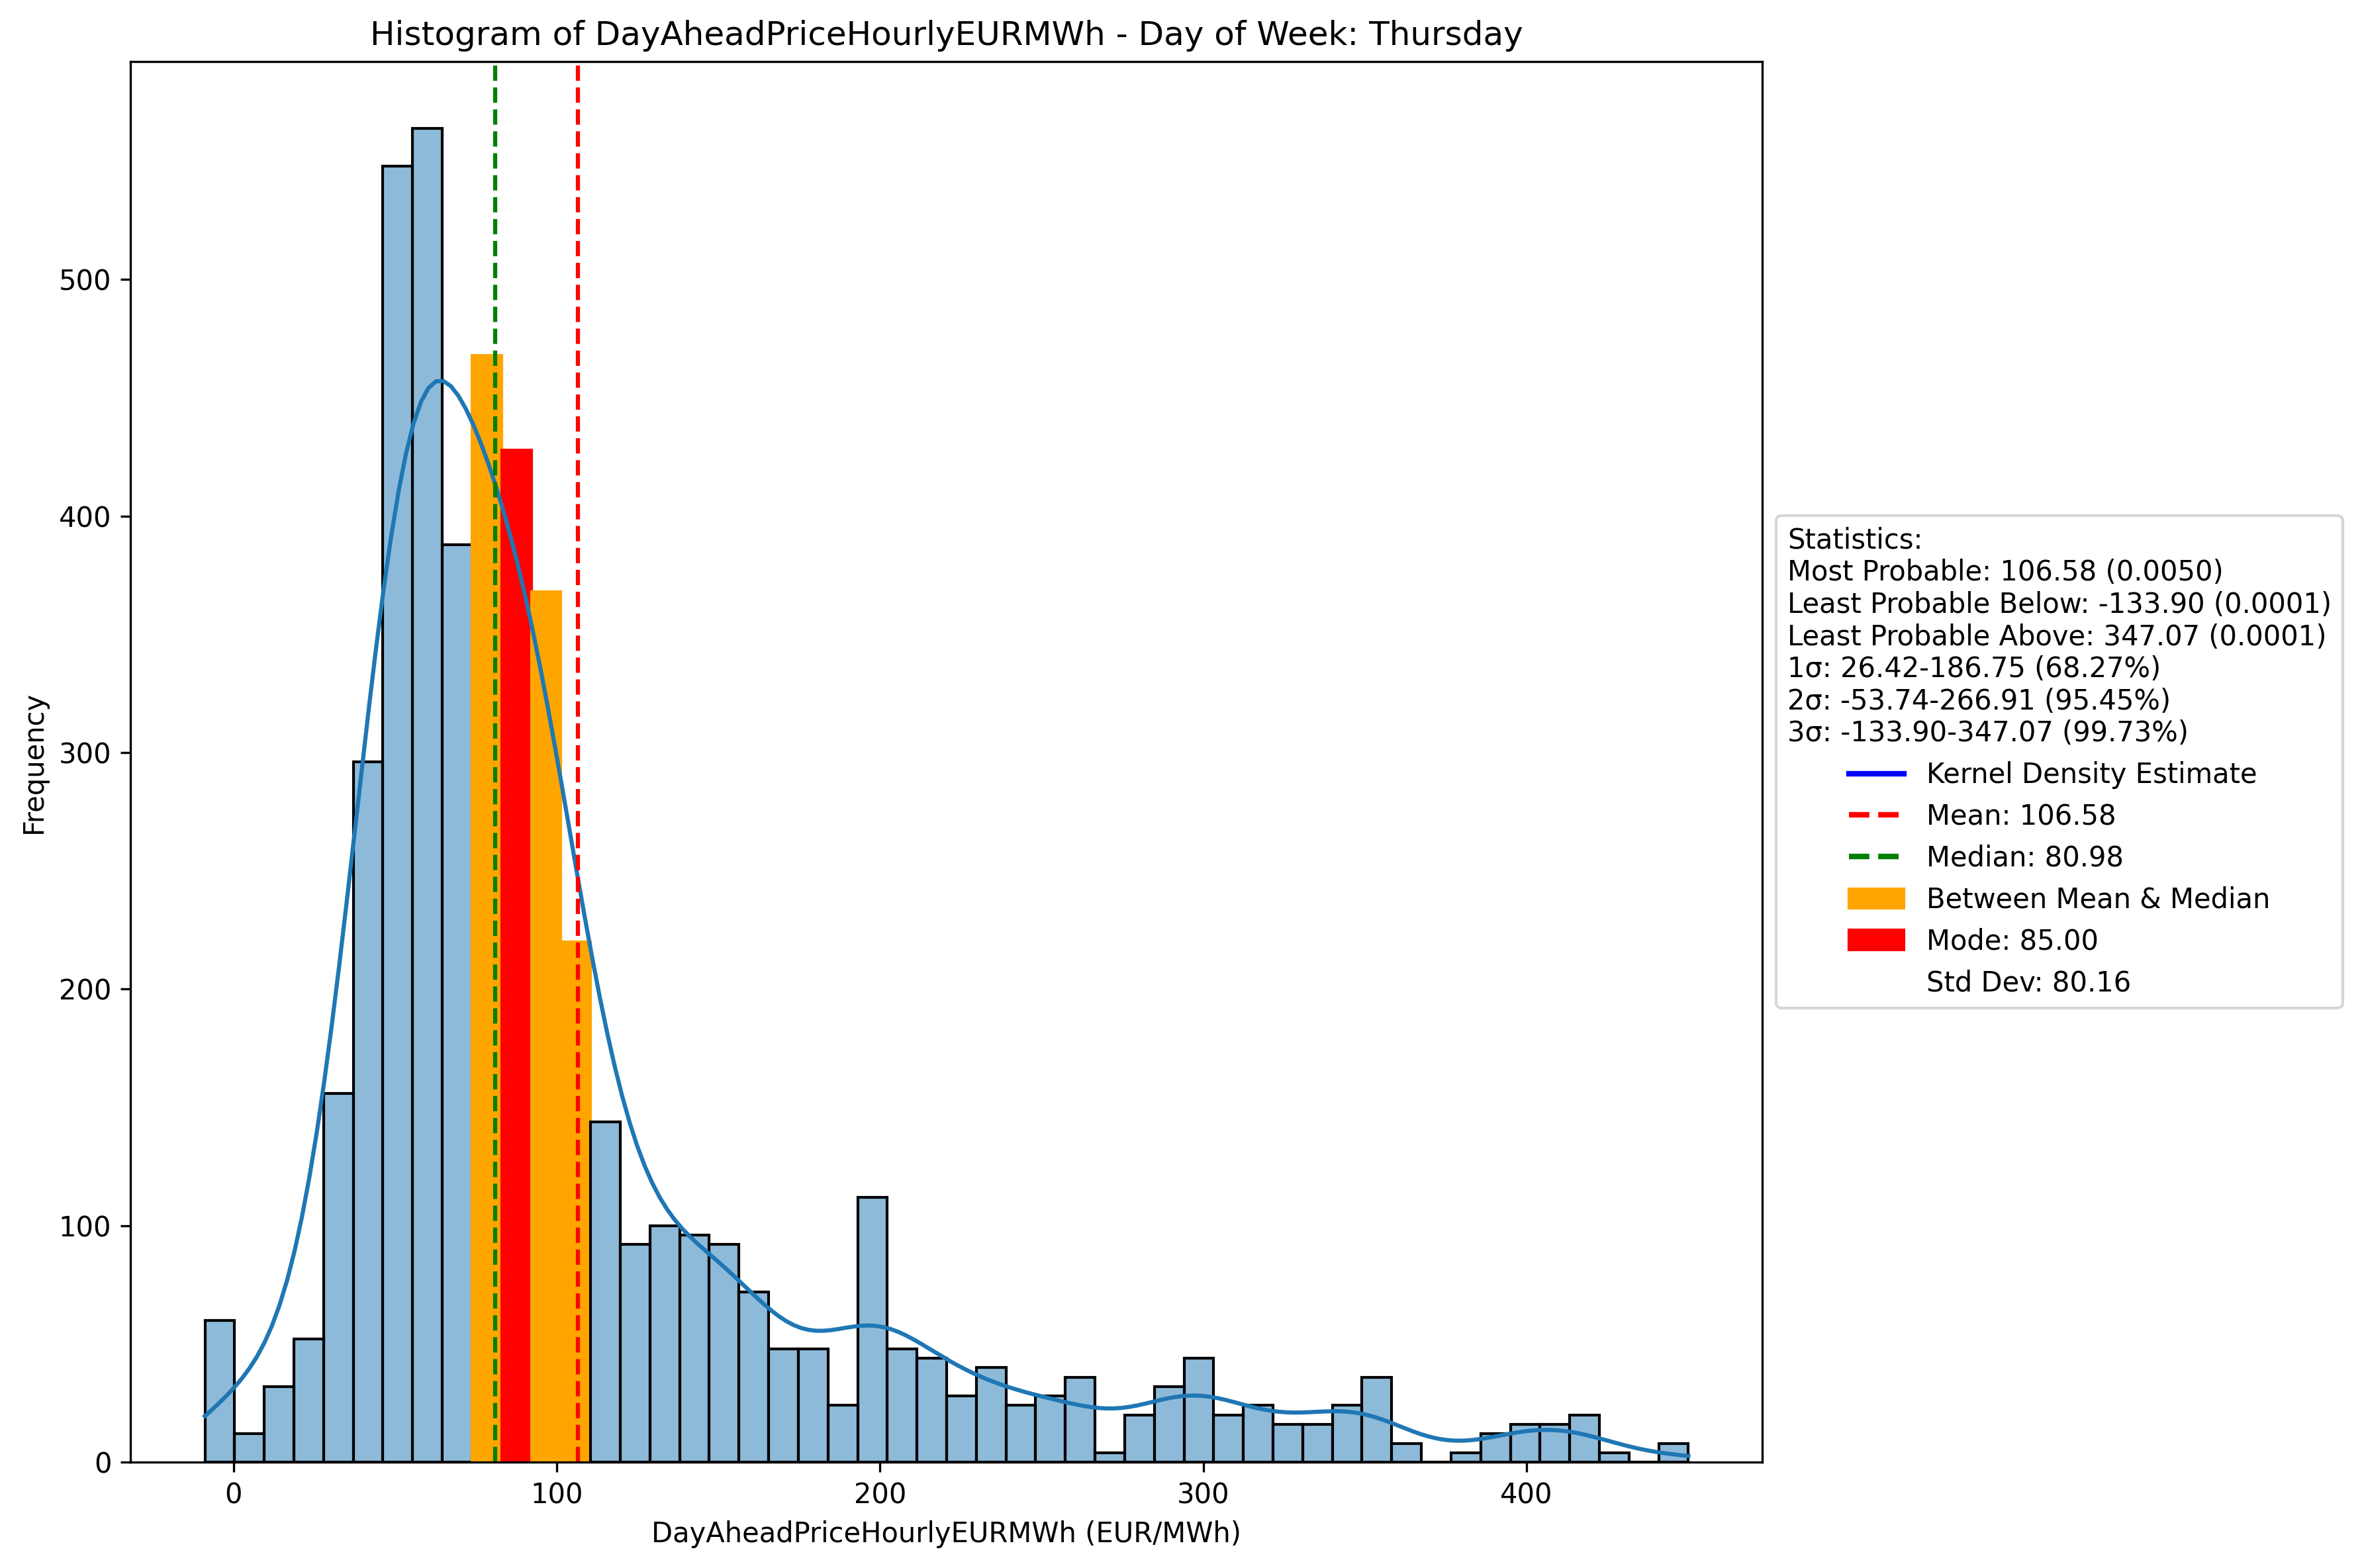 Histogram of DayAheadPriceHourlyEURMWh - Day of Week: Thursday
Frequency
500
400
300
200
100
0
0
100
200
300
400
DayAheadPriceHourlyEURMWh (EUR/MWh)
Statistics:
Most Probable: 106.58 (0.0050)
Least Probable Below: -133.90 (0.0001)
Least Probable Above: 347.07 (0.0001)
1σ: 26.42-186.75 (68.27%)
2σ: -53.74-266.91 (95.45%)
3σ: -133.90-347.07 (99.73%)
Kernel Density Estimate
Mean: 106.58
Median: 80.98
Between Mean & Median
Mode: 85.00
Std Dev: 80.16